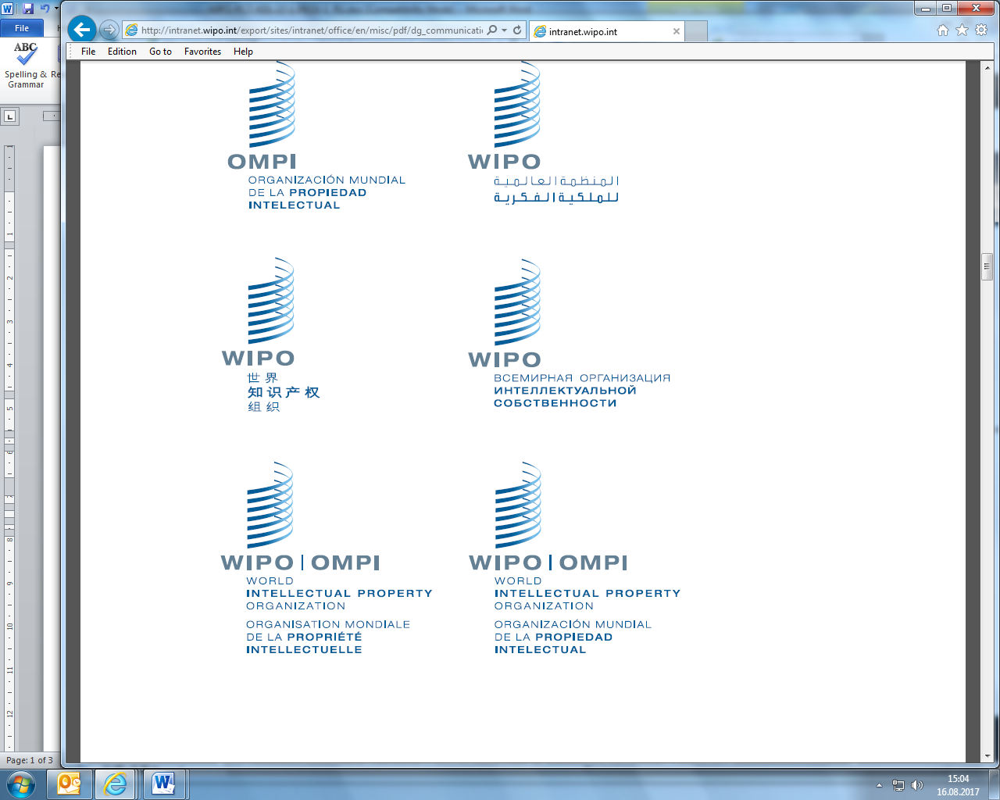 File
ABC
Spelling &
Grammar
Re
http://intranet.wipo.int/export/sites/intranet/office/en/misc/pdf/dg_communicati
intranet.wipo.int
File Edition Go to Favorites Help
OMPI
ORGANIZACIÓN MUNDIAL
DE LA PROPIEDAD
INTELECTUAL
WIPO
المنظمة العالمية
للملكية الفكرية
WIPO
世界
知识产权
组织
WIPO
ВСЕМИРНАЯ ОРГАНИЗАЦИЯ
ИНТЕЛЛЕКТУАЛЬНОЙ
СОБСТВЕННОСТИ
WIPO | OMPI
WORLD
INTELLECTUAL PROPERTY
ORGANIZATION
ORGANISATION MONDIALE
DE LA PROPRIÉTÉ
INTELLECTUELLE
WIPO | OMPI
WORLD
INTELLECTUAL PROPERTY
ORGANIZATION
ORGANIZACIÓN MUNDIAL
DE LA PROPIEDAD
INTELECTUAL
Page: 1 of 3
15:04
16.08.2017